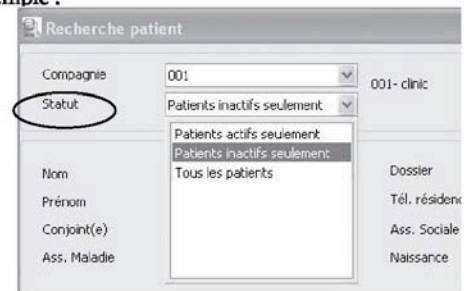 Recherche patient
Compagnie 001 001- clinic
Statut Patients inactifs seulement
Patients actifs seulement
Patients inactifs seulement
Nom Tous les patients Dossier
Prénom Tél.
Conjoint(e) Ass. Sociale
Ass. Maladie Naissance